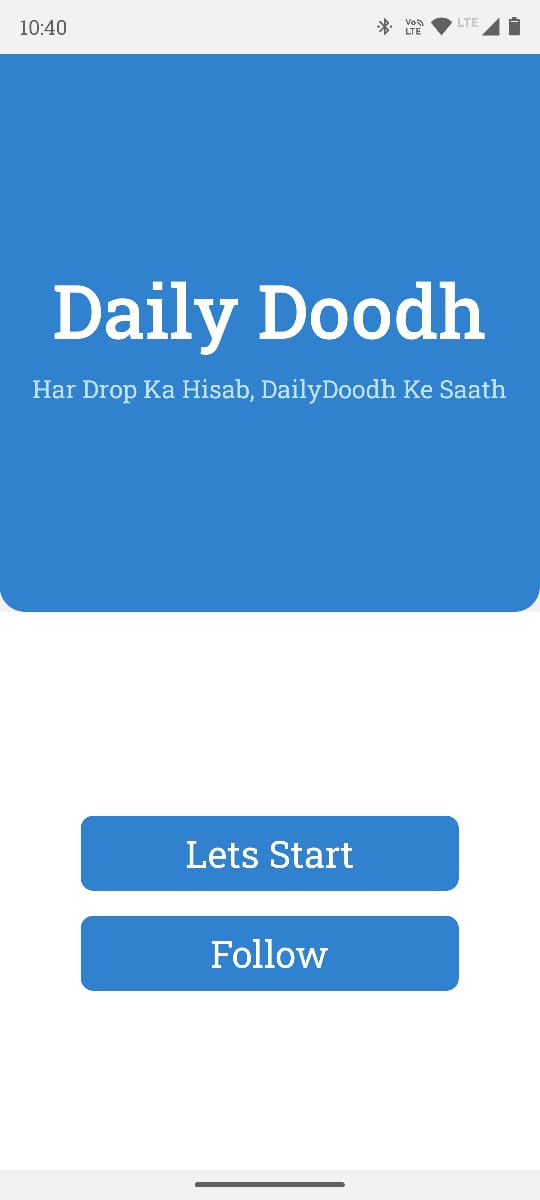 10:40
Vo LTE LTE
Daily Doodh
Har Drop Ka Hisab, DailyDoodh Ke Saath
Lets Start
Follow